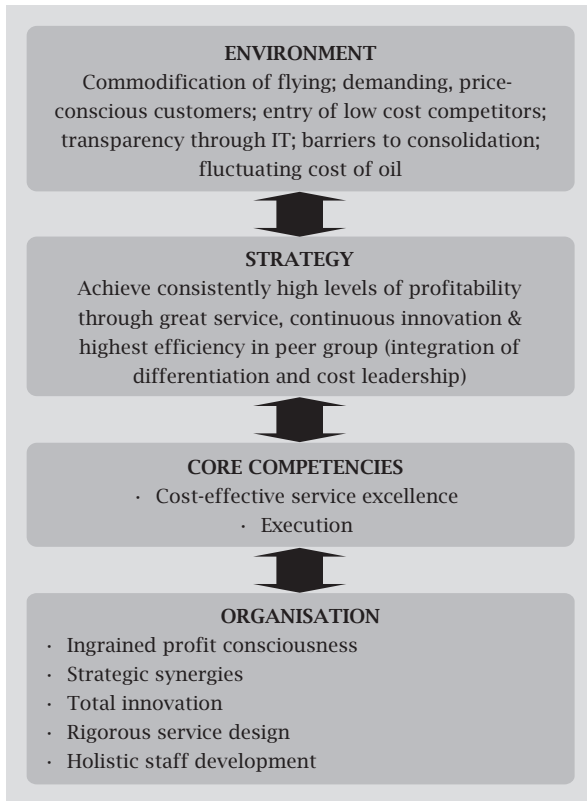 ENVIRONMENT
Commodification of flying; demanding, price-
conscious customers; entry of low cost competitors;
transparency through IT; barriers to consolidation;
fluctuating cost of oil
STRATEGY
Achieve consistently high levels of profitability
through great service, continuous innovation &
highest efficiency in peer group (integration of
differentiation and cost leadership)
CORE COMPETENCIES
· Cost-effective service excellence
· Execution
ORGANISATION
· Ingrained profit consciousness
· Strategic synergies
· Total innovation
· Rigorous service design
· Holistic staff development